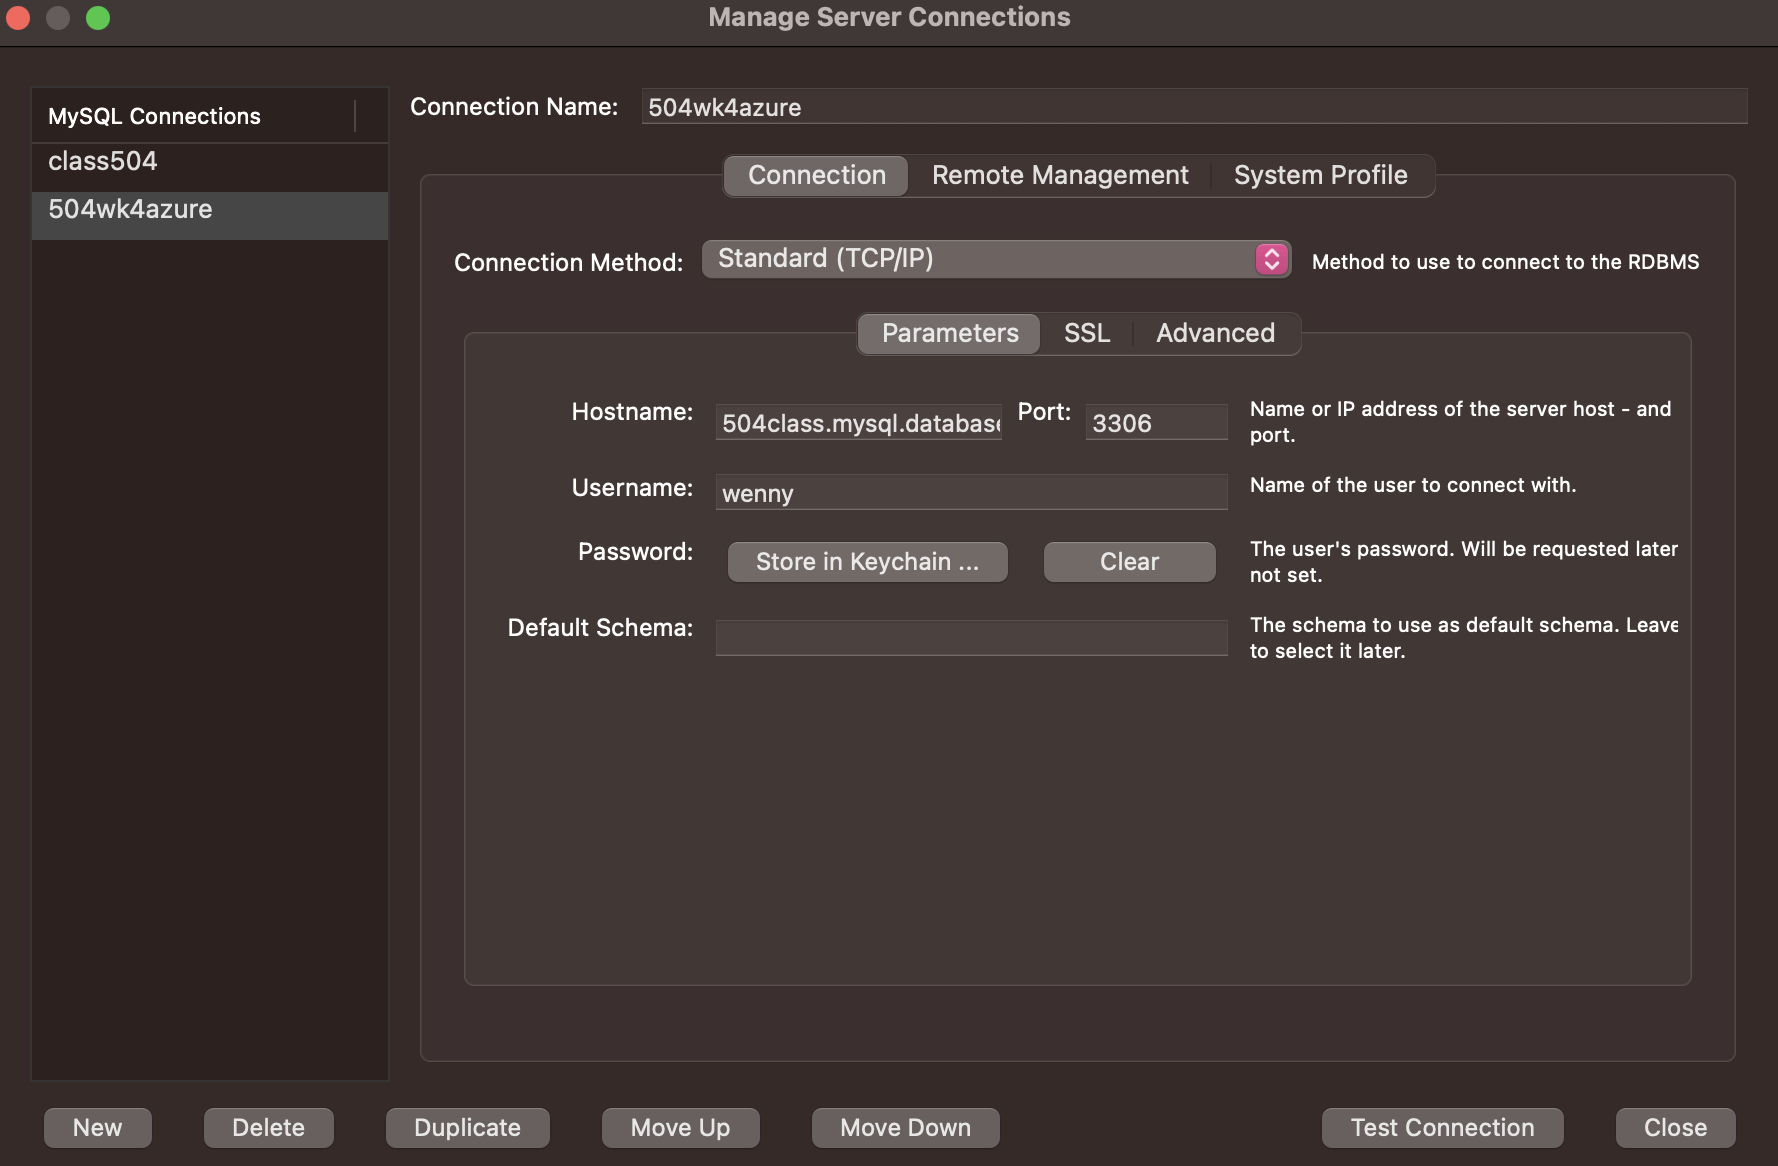 Manage Server Connections
MySQL Connections
class504
504wk4azure
Connection Name: 504wk4azure
Connection Remote Management System Profile
Connection Method: Standard (TCP/IP) Method to use to connect to the RDBMS
Parameters SSL Advanced
Hostname: 504class.mysql.database Port: 3306 Name or IP address of the server host - and
port.
Username: wenny Name of the user to connect with.
Password: Store in Keychain ... Clear The user's password. Will be requested later
not set.
Default Schema: The schema to use as default schema. Leave
to select it later.
New Delete Duplicate Move Up Move Down Test Connection Close